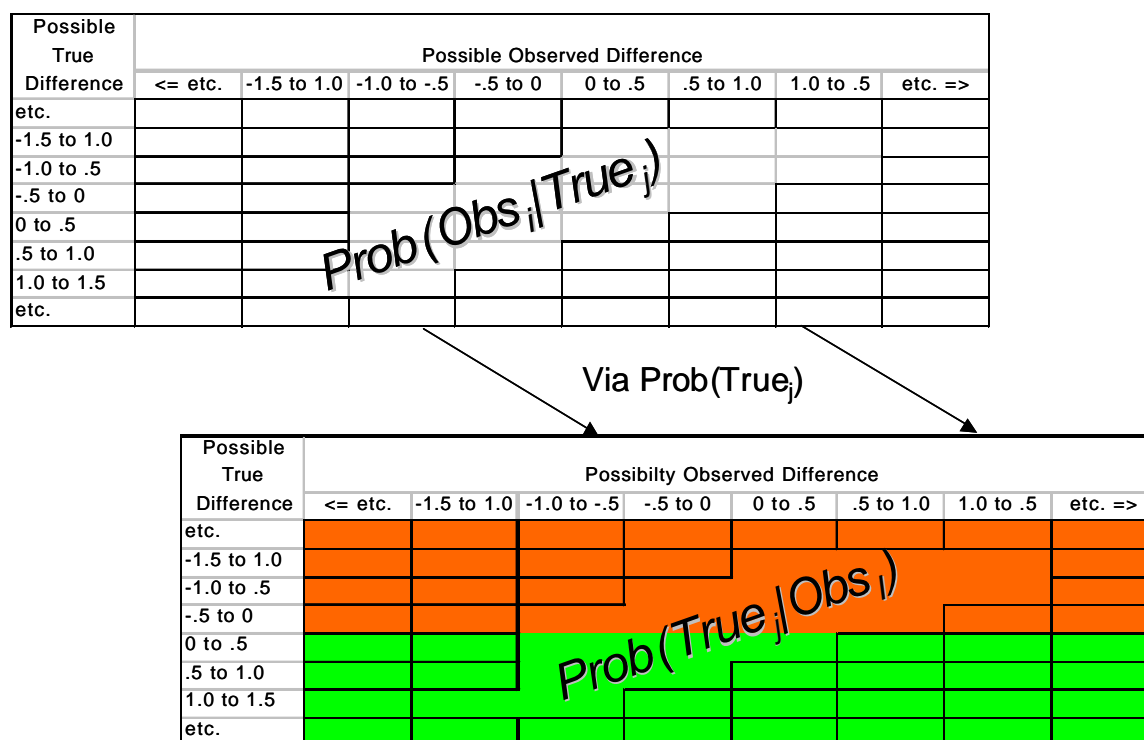 Possible
True
Difference
Possible Observed Difference
<= etc. -1.5 to 1.0 -1.0 to -.5 -.5 to 0 0 to .5 .5 to 1.0 1.0 to .5 etc. =>
etc.
-1.5 to 1.0
-1.0 to .5
-.5 to 0
0 to .5
.5 to 1.0
1.0 to 1.5
etc.
Prob(Obs i|True j)
Via Prob(Truej)
Possible
True
Difference
Possibilty Observed Difference
<= etc. -1.5 to 1.0 -1.0 to -.5 -.5 to 0 0 to .5 .5 to 1.0 1.0 to .5 etc. =>
etc.
-1.5 to 1.0
-1.0 to .5
-.5 to 0
0 to .5
.5 to 1.0
1.0 to 1.5
etc.
Prob(True j|Obs i)